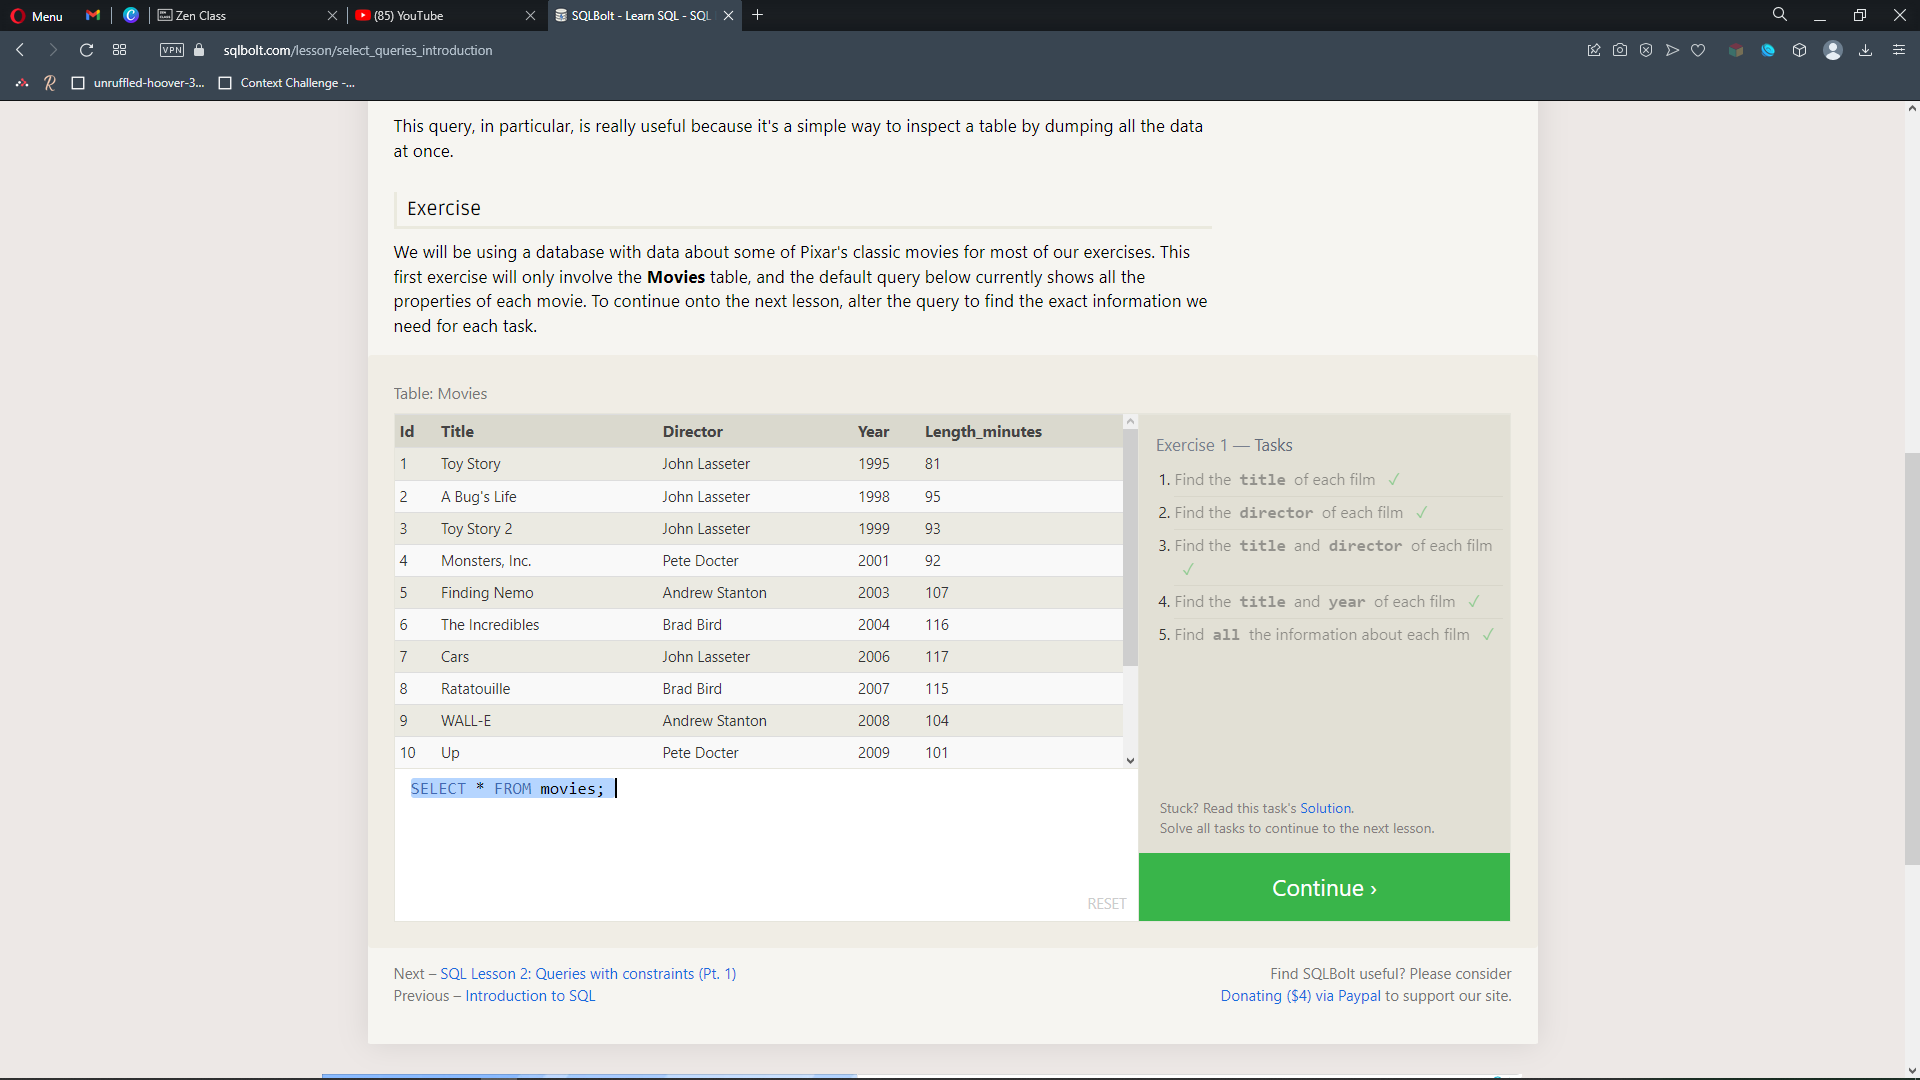 Menu
Zen Class
(85) YouTube
SQLBolt - Learn SQL - SQL
VPN
sqlbolt.com/lesson/select_queries_introduction
unruffled-hoover-3...
Context Challenge -...
This query, in particular, is really useful because it's a simple way to inspect a table by dumping all the data
at once.
Exercise
We will be using a database with data about some of Pixar's classic movies for most of our exercises. This
first exercise will only involve the Movies table, and the default query below currently shows all the
properties of each movie. To continue onto the next lesson, alter the query to find the exact information we
need for each task.
Table: Movies
Id Title Director Year Length_minutes
1 Toy Story John Lasseter 1995 81
2 A Bug's Life John Lasseter 1998 95
3 Toy Story 2 John Lasseter 1999 93
4 Monsters, Inc. Pete Docter 2001 92
5 Finding Nemo Andrew Stanton 2003 107
6 The Incredibles Brad Bird 2004 116
7 Cars John Lasseter 2006 117
8 Ratatouille Brad Bird 2007 115
9 WALL-E Andrew Stanton 2008 104
10 Up Pete Docter 2009 101
SELECT * FROM movies;
RESET
Exercise 1 — Tasks
1. Find the title of each film ✓
2. Find the director of each film ✓
3. Find the title and director of each film
✓
4. Find the title and year of each film ✓
5. Find all the information about each film ✓
Stuck? Read this task's Solution.
Solve all tasks to continue to the next lesson.
Continue ›
Next – SQL Lesson 2: Queries with constraints (Pt. 1)
Previous – Introduction to SQL
Find SQLBolt useful? Please consider
Donating ($4) via Paypal to support our site.